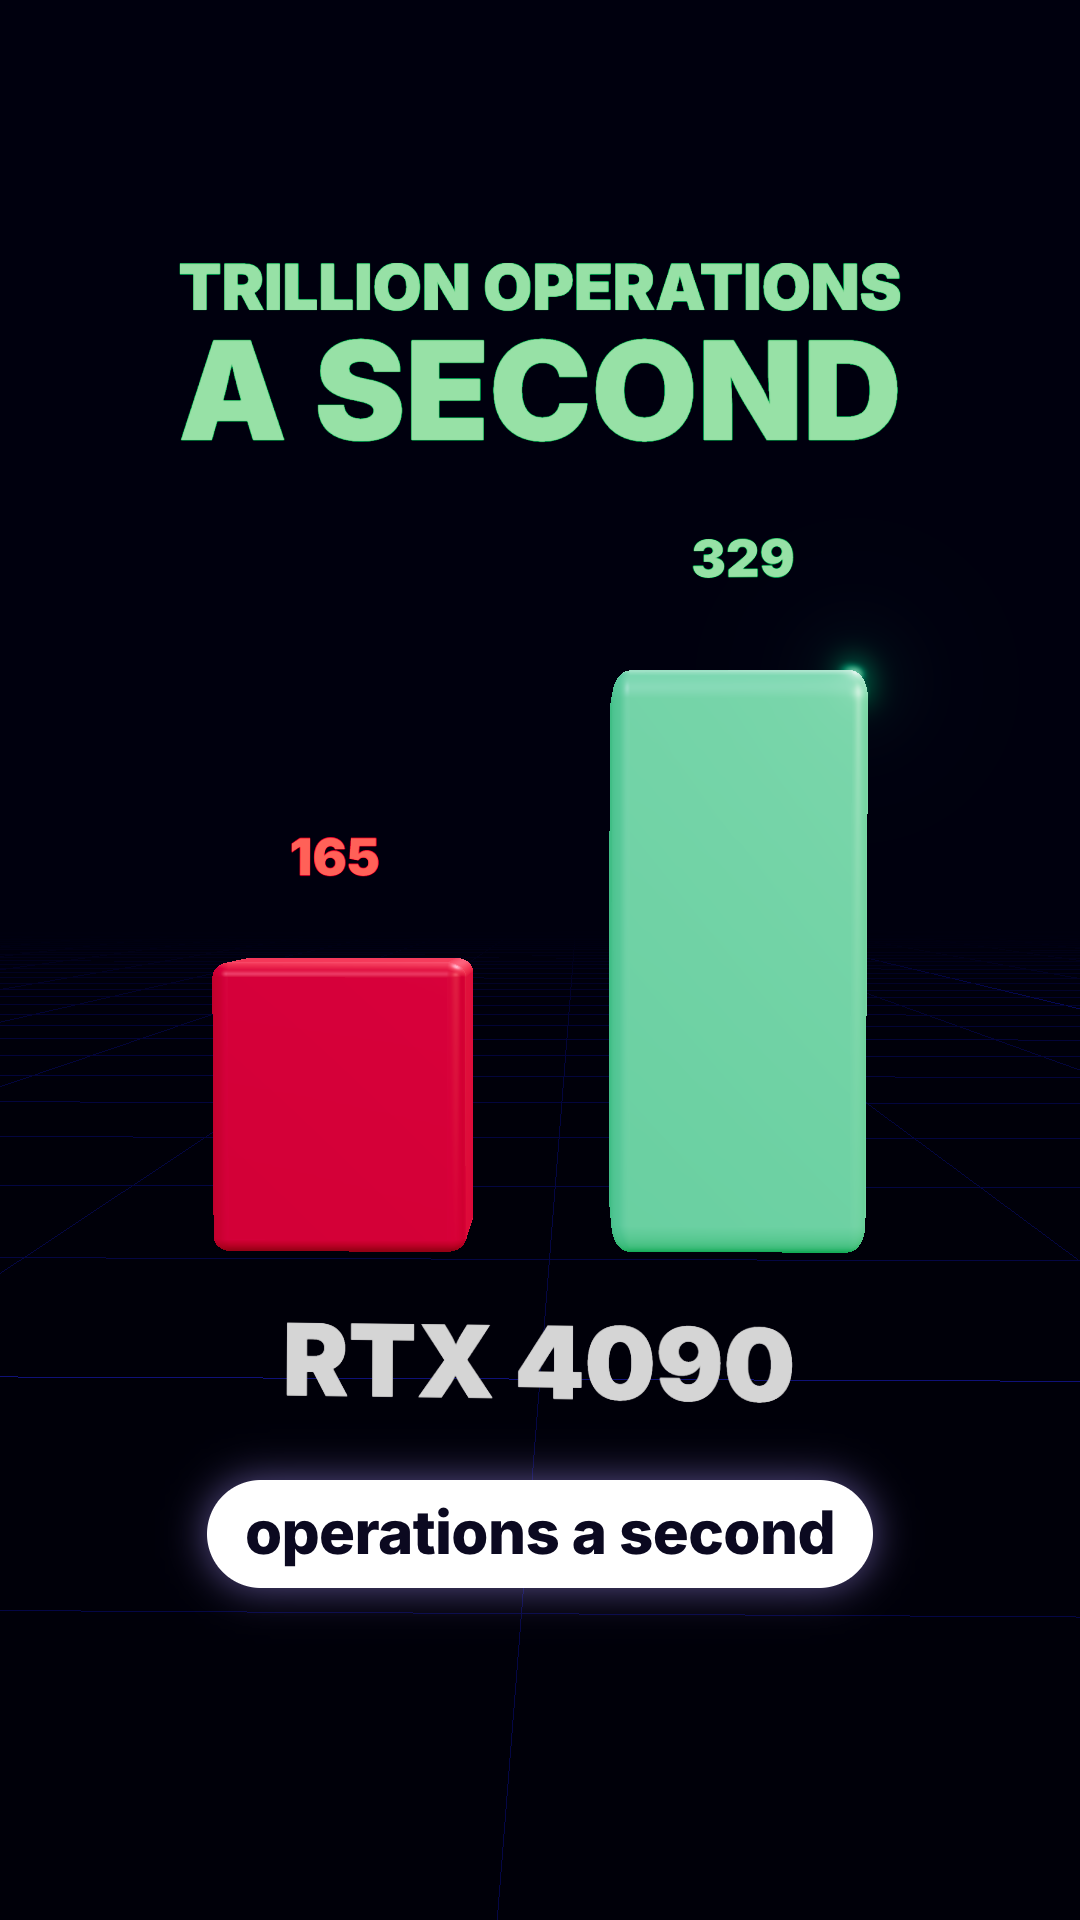 TRILLION OPERATIONS
A SECOND
329
165
RTX 4090
operations a second